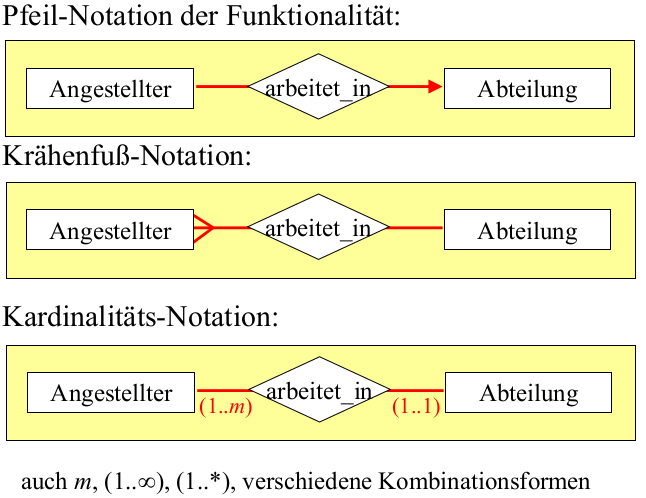 Pfeil-Notation der Funktionalität:
Angestellter arbeitet_in Abteilung
Krähenfuß-Notation:
Angestellter arbeitet_in Abteilung
Kardinalitäts-Notation:
Angestellter arbeitet_in Abteilung
(1..m) (1..1)
auch m, (1..∞), (1..*), verschiedene Kombinationsformen